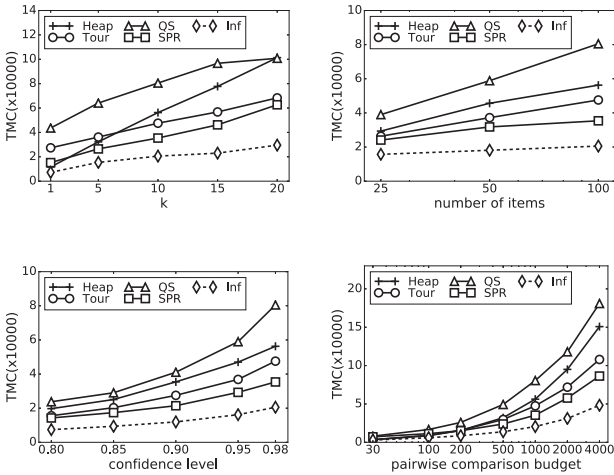 Heap QS Inf
Tour SPR
TMC(x10000)
14
12
10
8
6
4
2
0
1 5 10 15 20
k
Heap QS Inf
Tour SPR
TMC(x10000)
10
8
6
4
2
0
25 50 100
number of items
Heap QS Inf
Tour SPR
TMC(x10000)
10
8
6
4
2
0
0.80 0.85 0.90 0.95 0.98
confidence level
Heap QS Inf
Tour SPR
TMC(x10000)
25
20
15
10
5
0
30 100 200 500 1000 2000 4000
pairwise comparison budget